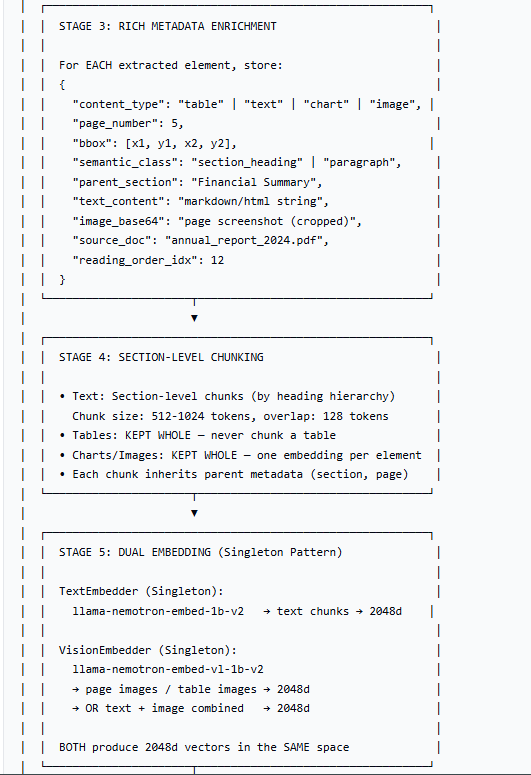 STAGE 3: RICH METADATA ENRICHMENT
For EACH extracted element, store:
{
"content_type": "table" | "text" | "chart" | "image",
"page_number": 5,
"bbox": [x1, y1, x2, y2],
"semantic_class": "section_heading" | "paragraph",
"parent_section": "Financial Summary",
"text_content": "markdown/html string",
"image_base64": "page screenshot (cropped)",
"source_doc": "annual_report_2024.pdf",
"reading_order_idx": 12
}
STAGE 4: SECTION-LEVEL CHUNKING
• Text: Section-level chunks (by heading hierarchy)
Chunk size: 512-1024 tokens, overlap: 128 tokens
• Tables: KEPT WHOLE — never chunk a table
• Charts/Images: KEPT WHOLE — one embedding per element
• Each chunk inherits parent metadata (section, page)
STAGE 5: DUAL EMBEDDING (Singleton Pattern)
TextEmbedder (Singleton):
llama-nemotron-embed-1b-v2 → text chunks → 2048d
VisionEmbedder (Singleton):
llama-nemotron-embed-vl-1b-v2
→ page images / table images → 2048d
→ OR text + image combined → 2048d
BOTH produce 2048d vectors in the SAME space